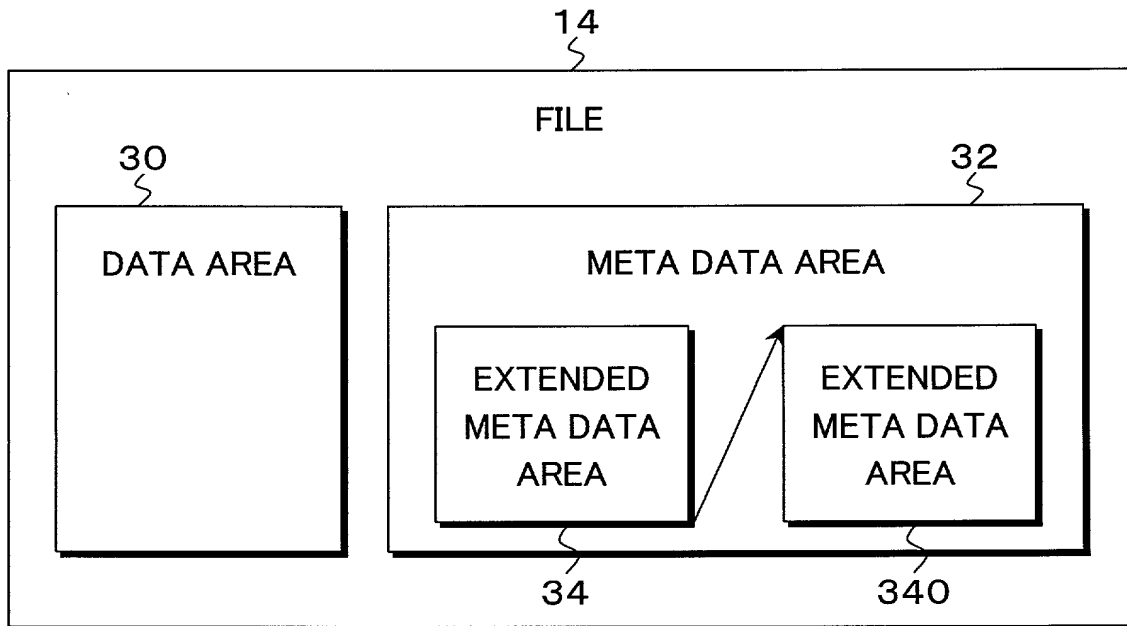 14
FILE
30
32
DATA AREA
META DATA AREA
EXTENDED
META DATA
AREA
EXTENDED
META DATA
AREA
34
340